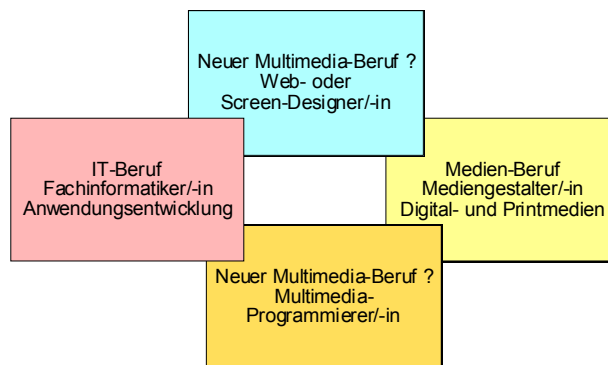 Neuer Multimedia-Beruf ?
Web- oder
Screen-Designer/-in
IT-Beruf
Fachinformatiker/-in
Anwendungsentwicklung
Medien-Beruf
Mediengestalter/-in
Digital- und Printmedien
Neuer Multimedia-Beruf ?
Multimedia-
Programmierer/-in